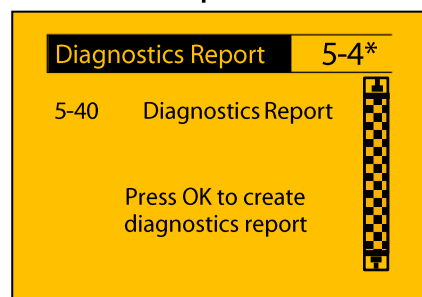 Diagnostics Report 5-4*
5-40 Diagnostics Report
Press OK to create
diagnostics report